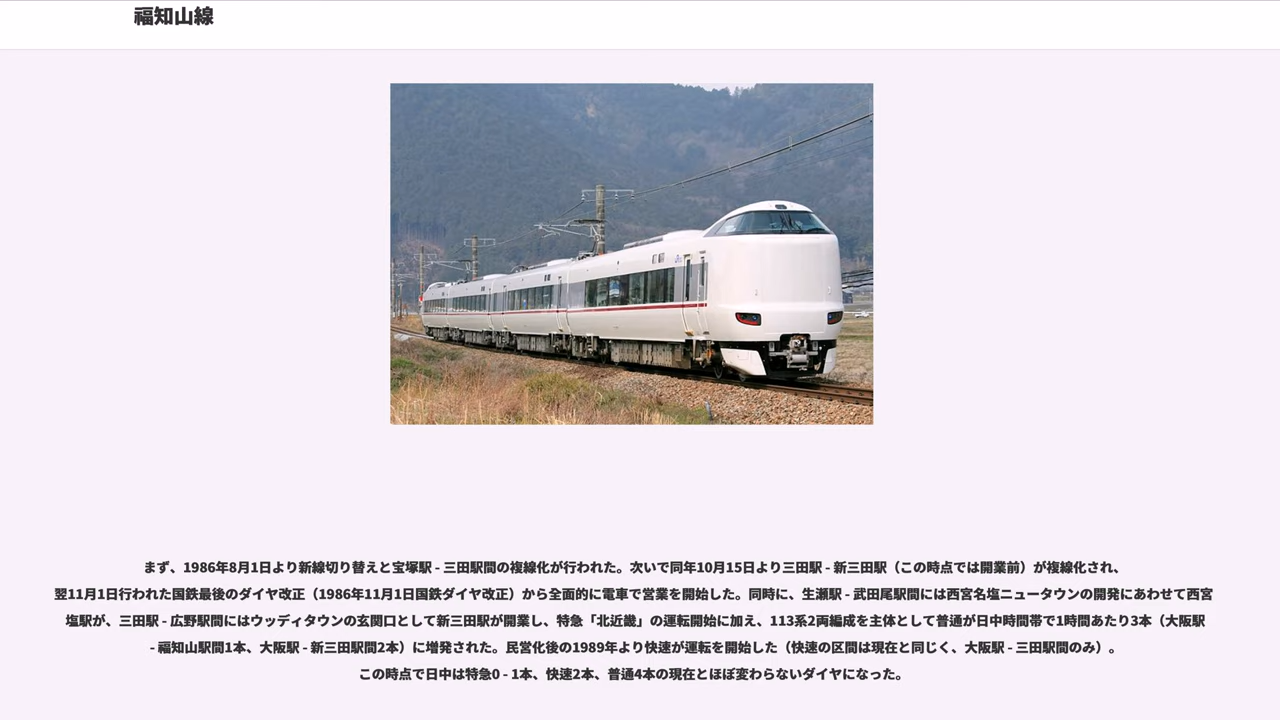 福知山線
まず、1986年8月1日より新線切り替えと宝塚駅 - 三田駅間の複線化が行われた。次いで同年10月15日より三田駅 - 新三田駅（この時点では開業前）が複線化され、
翌11月1日行われた国鉄最後のダイヤ改正（1986年11月1日国鉄ダイヤ改正）から全面的に電車で営業を開始した。同時に、生瀬駅 - 武田尾駅間には西宮名塩ニュータウンの開発にあわせて西宮
塩駅が、三田駅 - 広野駅間にはウッディタウンの玄関口として新三田駅が開業し、特急「北近畿」の運転開始に加え、113系2両編成を主体として普通が日中時間帯で1時間あたり3本（大阪駅
- 福知山駅間1本、大阪駅 - 新三田駅間2本）に増発された。民営化後の1989年より快速が運転を開始した（快速の区間は現在と同じく、大阪駅 - 三田駅間のみ）。
この時点で日中は特急0 - 1本、快速2本、普通4本の現在とほぼ変わらないダイヤになった。